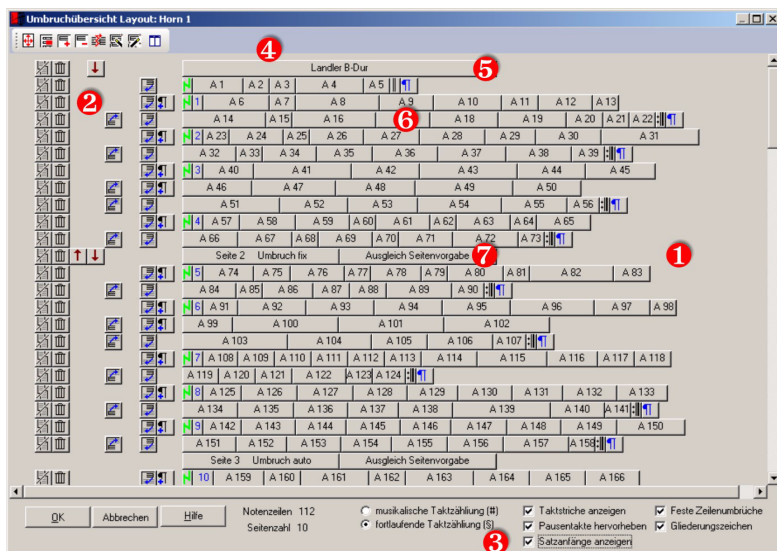 Umbruchübersicht Layout: Horn 1
4
Landler B-Dur
5
A 1 A 2 A 3 A 4 A 5 ¶
2
¶ 1 A 6 A 7 A 8 A 9 A 10 A 11 A 12 A 13
6
A 14 A 15 A 16 A 18 A 19 A 20 A 21 A 22 ¶
¶ 2 A 23 A 24 A 25 A 26 A 27 A 28 A 29 A 30 A 31
A 32 A 33 A 34 A 35 A 36 A 37 A 38 A 39 ¶
¶ 3 A 40 A 41 A 42 A 43 A 44 A 45
A 46 A 47 A 48 A 49 A 50
A 51 A 52 A 53 A 54 A 55 A 56 ¶
¶ 4 A 57 A 58 A 59 A 60 A 61 A 62 A 63 A 64 A 65
A 66 A 67 A 68 A 69 A 70 A 71 A 72 A 73 ¶
Seite 2 Umbruch fix Ausgleich Seitenvorgabe 7
1
¶ 5 A 74 A 75 A 76 A 77 A 78 A 79 A 80 A 81 A 82 A 83
A 84 A 85 A 86 A 87 A 88 A 89 A 90 ¶
¶ 6 A 91 A 92 A 93 A 94 A 95 A 96 A 97 A 98
A 99 A 100 A 101 A 102
A 103 A 104 A 105 A 106 A 107 ¶
¶ 7 A 108 A 109 A 110 A 111 A 112 A 113 A 114 A 115 A 116 A 117 A 118
A 119 A 120 A 121 A 122 A 123 A 124 ¶
¶ 8 A 125 A 126 A 127 A 128 A 129 A 130 A 131 A 132 A 133
A 134 A 135 A 136 A 137 A 138 A 139 A 140 A 141 ¶
¶ 9 A 142 A 143 A 144 A 145 A 146 A 147 A 148 A 149 A 150
A 151 A 152 A 153 A 154 A 155 A 156 A 157 A 158 ¶
Seite 3 Umbruch auto Ausgleich Seitenvorgabe
¶ 10 A 159 A 160 A 161 A 162 A 163 A 164 A 165 A 166
OK Abbrechen Hilfe
Notenzeilen 112
Seitenzahl 10
musikalische Taktzählung (#)
fortlaufende Taktzählung (§)
3
Taktstriche anzeigen
Pausentakte hervorheben
Satzanfänge anzeigen
Feste Zeilenumbrüche
Gliederungszeichen